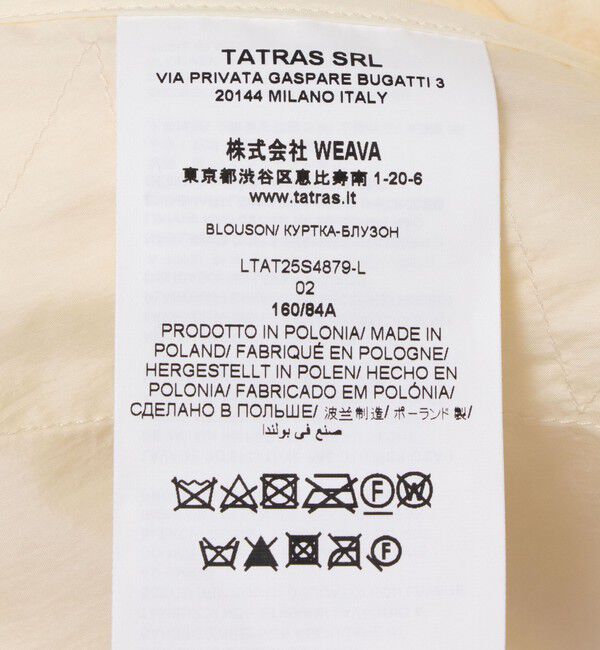 TATRAS SRL
VIA PRIVATA GASPARE BUGATTI 3
20144 MILANO ITALY
株式会社 WEAVA
東京都渋谷区恵比寿南 1-20-6
www.tatras.it
BLOUSON/ КУРТКА-БЛУЗОН
LTAT25S4879-L
02
160/84A
PRODOTTO IN POLONIA/ MADE IN
POLAND/ FABRIQUÉ EN POLOGNE/
HERGESTELLT IN POLEN/ HECHO EN
POLONIA/ FABRICADO EM POLÓNIA/
СДЕЛАНО В ПОЛЬШЕ/ 波兰制造/ ポーランド製/
صنع في بولندا
F W
F